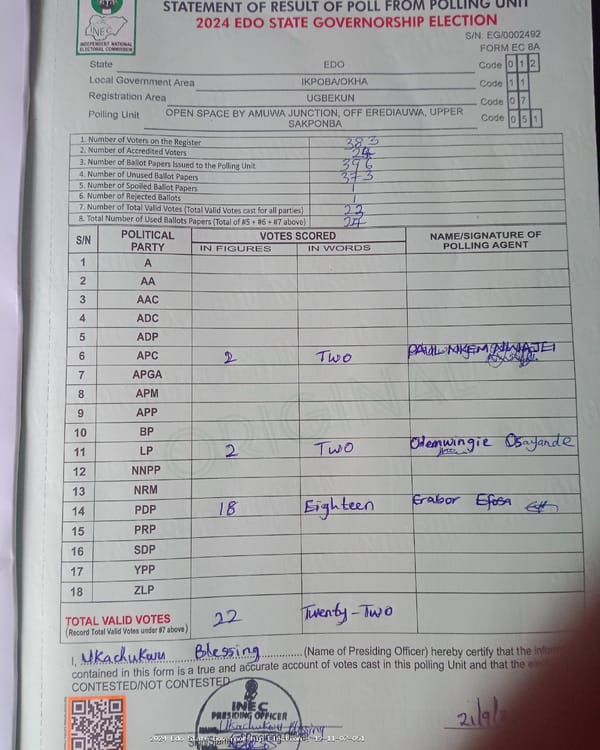 STATEMENT OF RESULT OF POLL FROM POLLING UNIT
2024 EDO STATE GOVERNORSHIP ELECTION
INEC
INDEPENDENT NATIONAL
ELECTORAL COMMISSION
S/N: EG/0002492
FORM EC 8A
State EDO Code 0 1 2
Local Government Area IKPOBA/OKHA Code 1 1
Registration Area UGBEKUN Code 0 7
Polling Unit OPEN SPACE BY AMUWA JUNCTION, OFF EREDIAUWA, UPPER
SAKPONBA Code 0 5 1
1. Number of Voters on the Register 383
2. Number of Accredited Voters 24
3. Number of Ballot Papers Issued to the Polling Unit 396
4. Number of Unused Ballot Papers 373
5. Number of Spoiled Ballot Papers 1
6. Number of Rejected Ballots 1
7. Number of Total Valid Votes (Total Valid Votes cast for all parties) 22
8. Total Number of Used Ballots Papers (Total of #5 + #6 + #7 above) 24
S/N POLITICAL PARTY VOTES SCORED NAME/SIGNATURE OF POLLING AGENT
IN FIGURES IN WORDS
1 A
2 AA
3 AAC
4 ADC
5 ADP
6 APC 2 TWO PAUL NKEM NWAJEI
7 APGA
8 APM
9 APP
10 BP
11 LP 2 TWO Odemwingie Osayande
12 NNPP
13 NRM
14 PDP 18 Eighteen Erabor Efosa
15 PRP
16 SDP
17 YPP
18 ZLP
TOTAL VALID VOTES 22 Twenty-Two
(Record Total Valid Votes under #7 above)
I, Nkachukwu Blessing (Name of Presiding Officer) hereby certify that the
contained in this form is a true and accurate account of votes cast in this polling Unit and that the
CONTESTED/NOT CONTESTED
INEC
PRESIDING OFFICER
21/9/
ORIGINAL
2024 Edo State Governorship Election